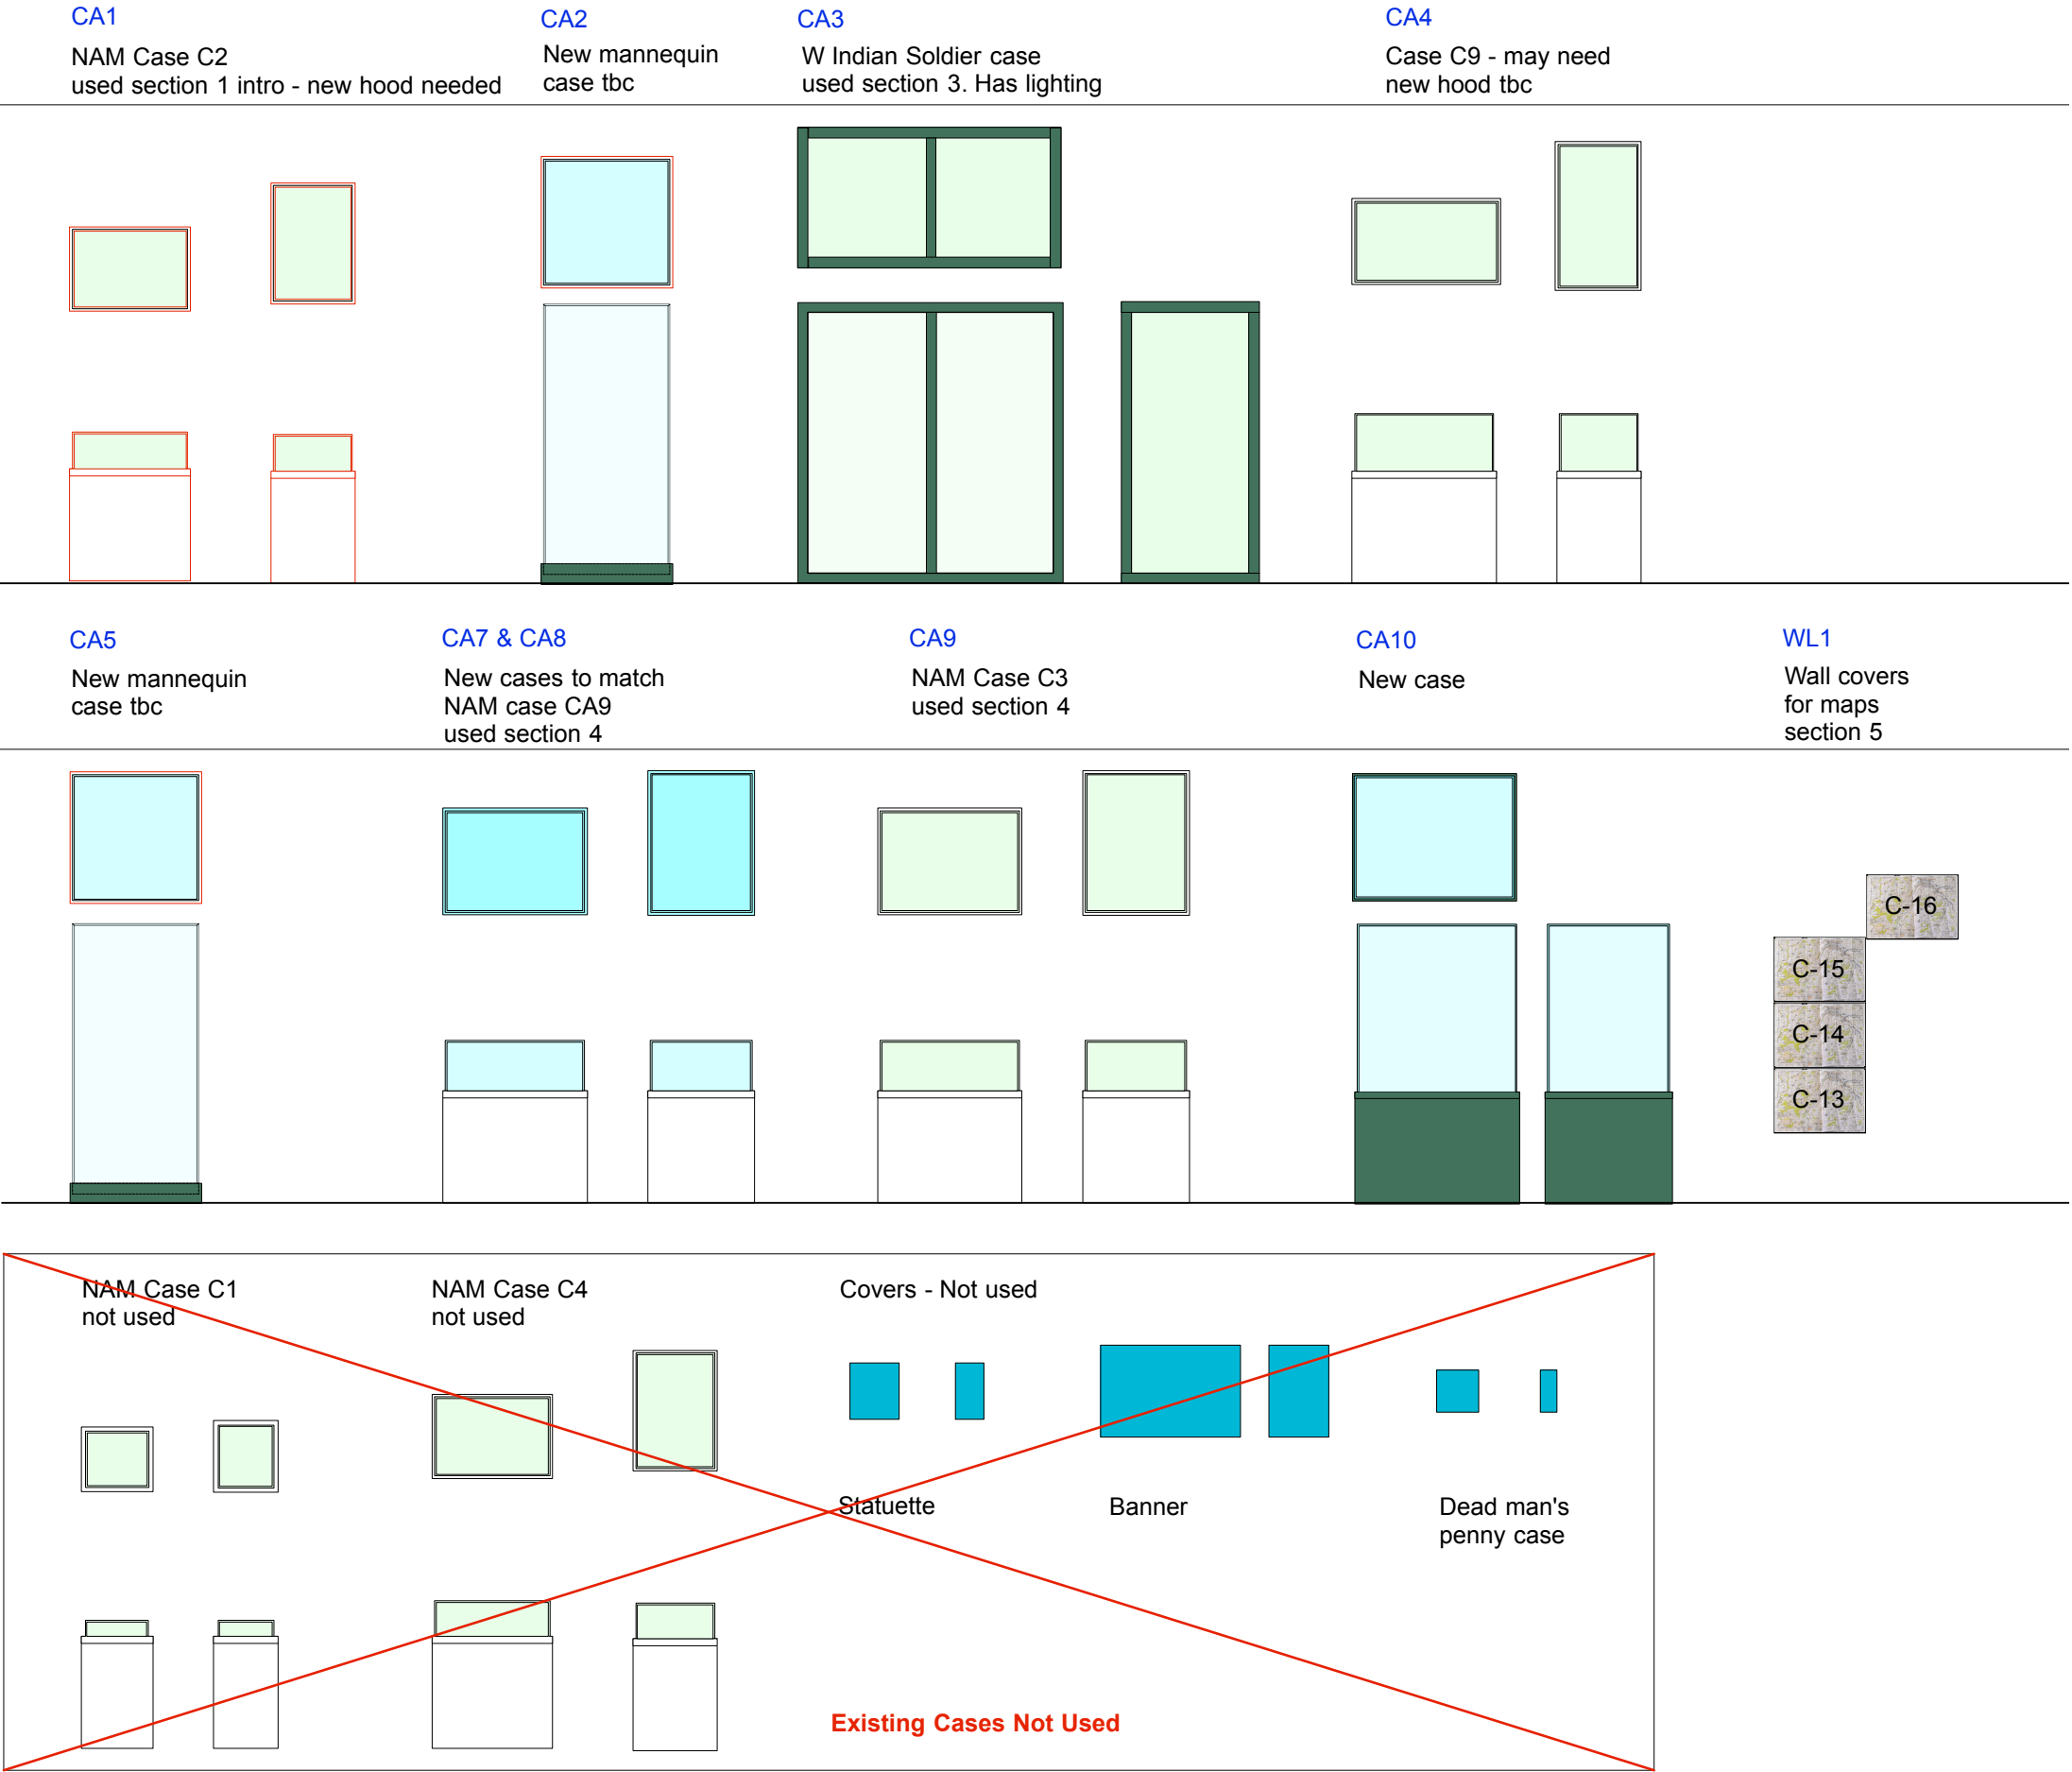 CA1
NAM Case C2
used section 1 intro - new hood needed
CA2
New mannequin
case tbc
CA3
W Indian Soldier case
used section 3. Has lighting
CA4
Case C9 - may need
new hood tbc
CA5
New mannequin
case tbc
CA7 & CA8
New cases to match
NAM case CA9
used section 4
CA9
NAM Case C3
used section 4
CA10
New case
WL1
Wall covers
for maps
section 5
C-16
C-15
C-14
C-13
NAM Case C1
not used
NAM Case C4
not used
Covers - Not used
Statuette
Banner
Dead man's
penny case
Existing Cases Not Used